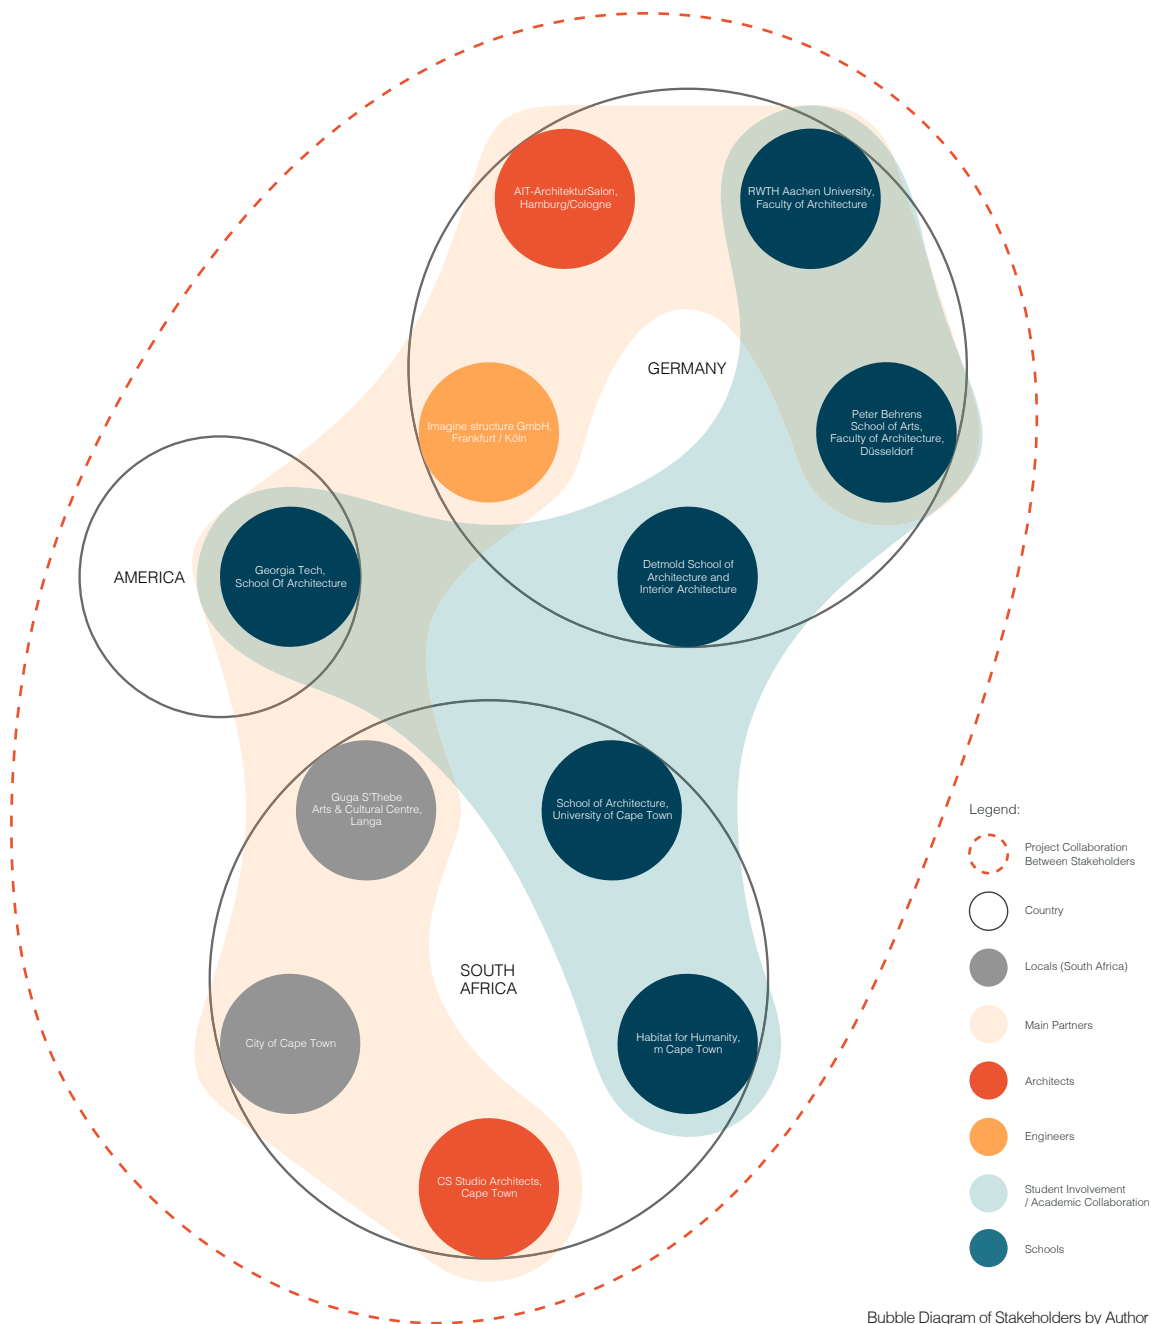 AIT-ArchitekturSalon,
Hamburg/Cologne
RWTH Aachen University,
Faculty of Architecture
GERMANY
Imagine structure GmbH,
Frankfurt / Köln
Peter Behrens
School of Arts,
Faculty of Architecture,
Düsseldorf
AMERICA
Georgia Tech,
School Of Architecture
Detmold School of
Architecture and
Interior Architecture
Guga S'Thebe
Arts & Cultural Centre,
Langa
School of Architecture,
University of Cape Town
SOUTH
AFRICA
City of Cape Town
Habitat for Humanity,
m Cape Town
CS Studio Architects,
Cape Town
Legend:
Project Collaboration
Between Stakeholders
Country
Locals (South Africa)
Main Partners
Architects
Engineers
Student Involvement
/ Academic Collaboration
Schools
Bubble Diagram of Stakeholders by Author